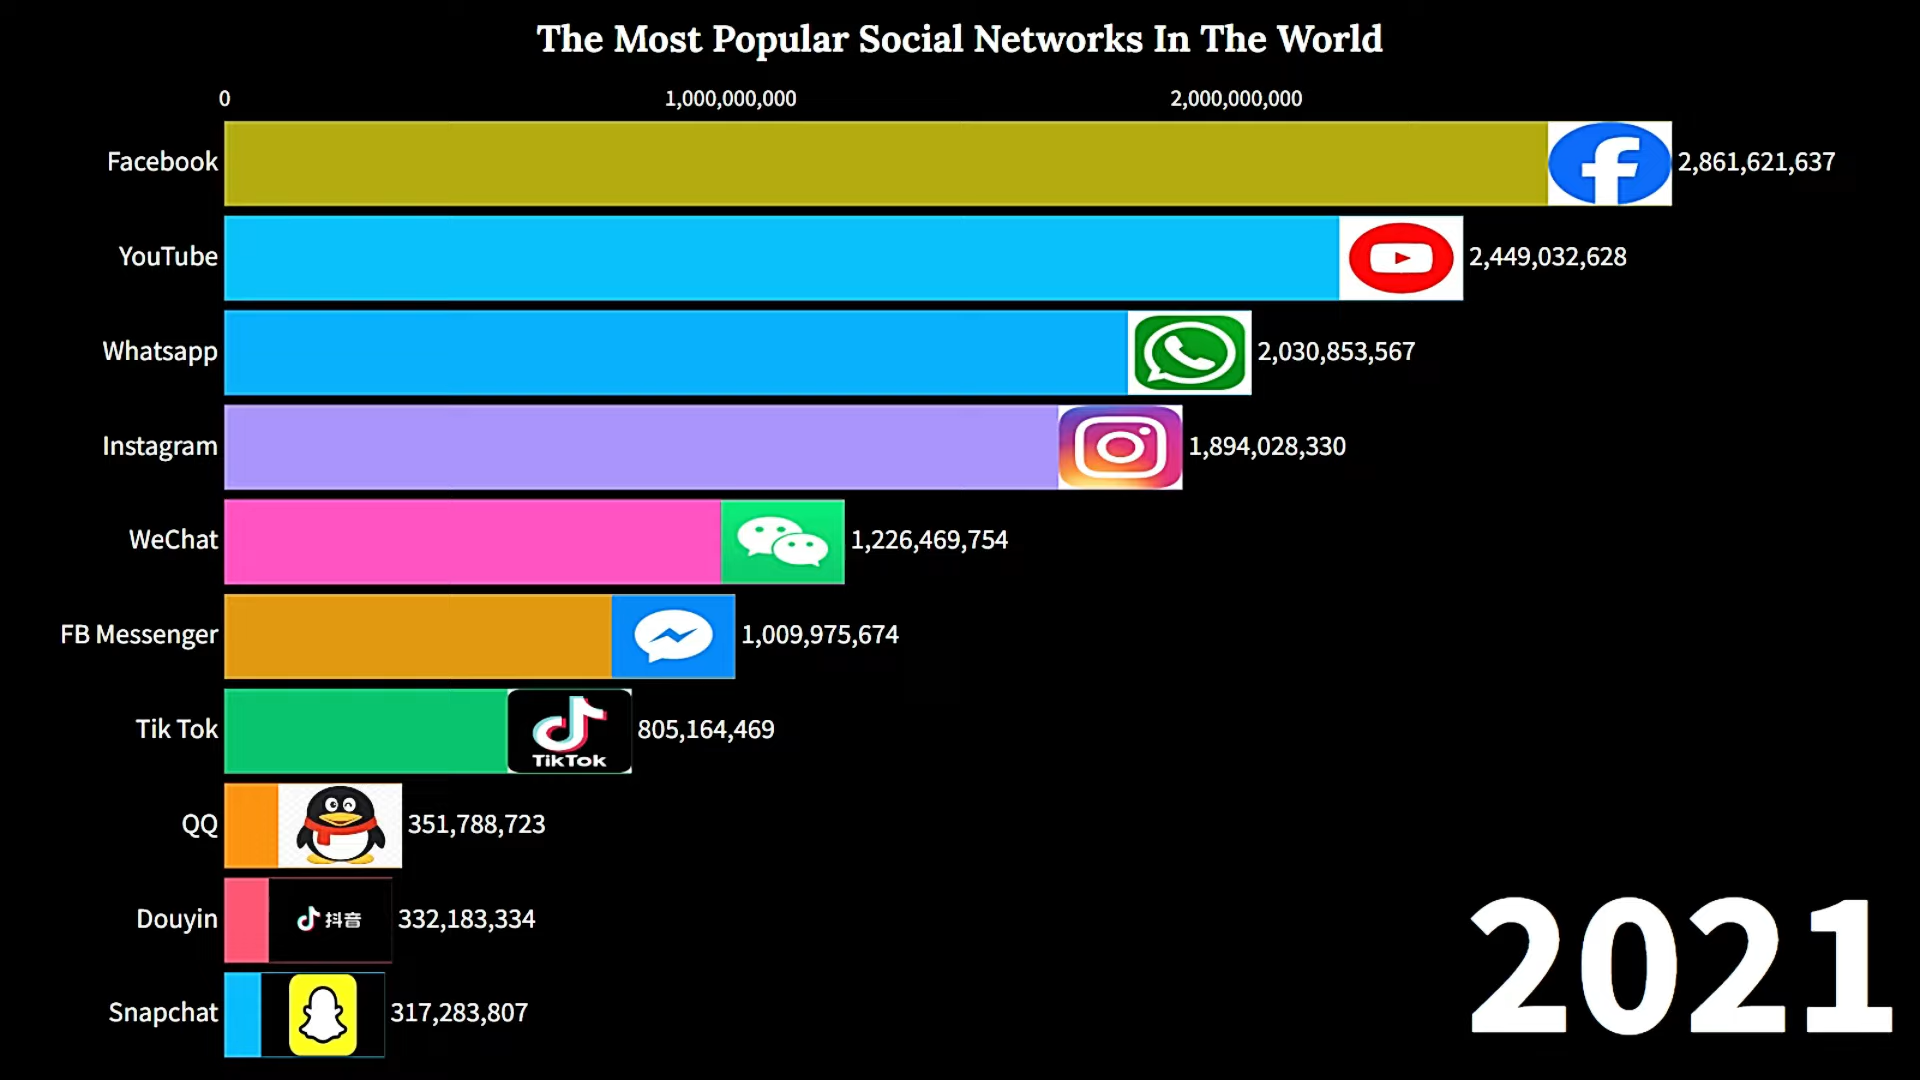 The Most Popular Social Networks In The World
0 1,000,000,000 2,000,000,000
Facebook 2,861,621,637
YouTube 2,449,032,628
Whatsapp 2,030,853,567
Instagram 1,894,028,330
WeChat 1,226,469,754
FB Messenger 1,009,975,674
Tik Tok TikTok 805,164,469
QQ 351,788,723
Douyin 抖音 332,183,334
Snapchat 317,283,807
2021